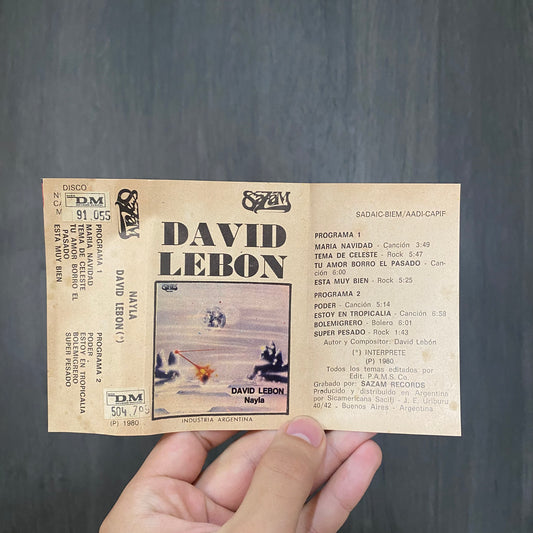 DISCO
DM
91 055
PROGRAMA 1
MARIA NAVIDAD
TEMA DE CELESTE
TU AMOR BORRO EL
PASADO
ESTA MUY BIEN
PROGRAMA 2
PODER
ESTOY EN TROPICALIA
BOLEMIGRERO
SUPER PESADO
DM
(P) 1980
SAZAM
NAYLA
DAVID LEBON (*)
SAZAM
DAVID
LEBON
DAVID LEBON
Nayla
INDUSTRIA ARGENTINA
SADAIC-BIEM/AADI-CAPIF
PROGRAMA 1
MARIA NAVIDAD - Canción 3:49
TEMA DE CELESTE - Rock 5:47
TU AMOR BORRO EL PASADO - Can-
ción 6:00
ESTA MUY BIEN - Rock 5:25
PROGRAMA 2
PODER - Canción 5:14
ESTOY EN TROPICALIA - Canción 6:58
BOLEMIGRERO - Bolero 6:01
SUPER PESADO - Rock 1:43
Autor y Compositor: David Lebón
(*) INTERPRETE
(P) 1980
Todos los temas editados por
Edit. P.A.M.S. Co.
Grabado por: SAZAM RECORDS
Producido y distribuido en Argentina
por Sicamericana Sacifi - J. E. Uriburu
40/42 - Buenos Aires - Argentina